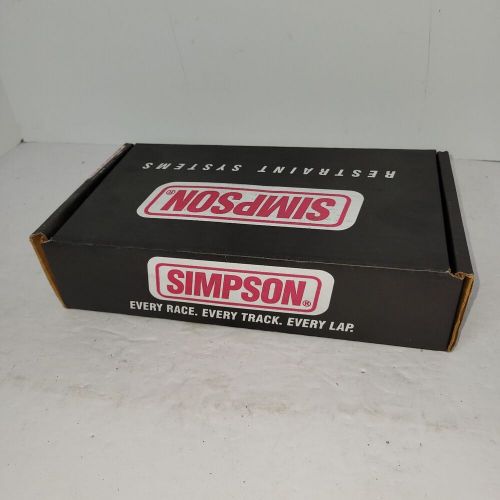 RESTRAINT SYSTEMS
SIMPSON®
SIMPSON®
EVERY RACE. EVERY TRACK. EVERY LAP.